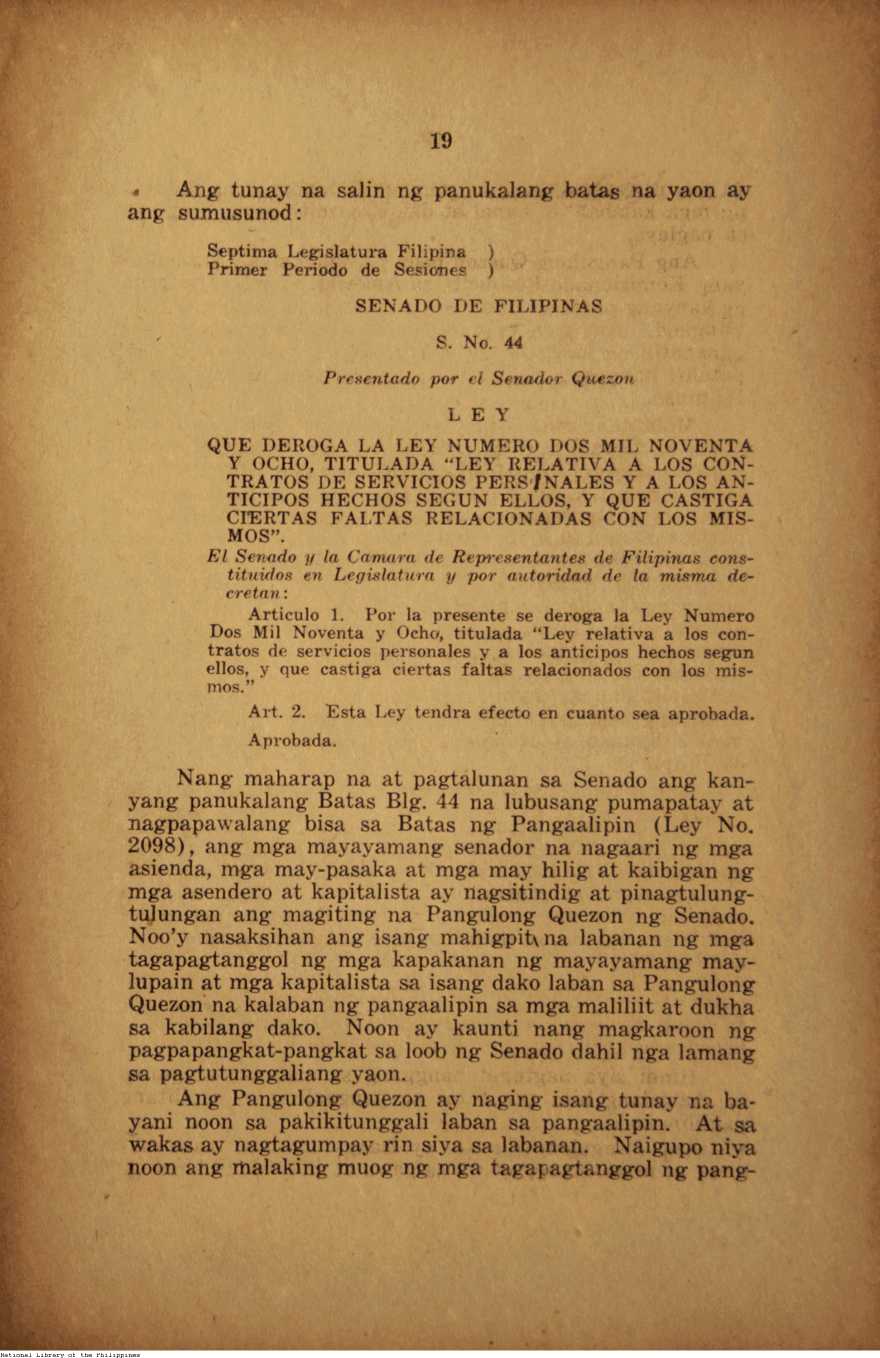 19
Ang tunay na salin ng panukalang batas na yaon ay
ang sumusunod:
Septima Legislatura Filipina )
Primer Periodo de Sesiones )
SENADO DE FILIPINAS
S. No. 44
Presentado por el Senador Quezon
L E Y
QUE DEROGA LA LEY NUMERO DOS MIL NOVENTA
Y OCHO, TITULADA “LEY RELATIVA A LOS CON-
TRATOS DE SERVICIOS PERS/NALES Y A LOS AN-
TICIPOS HECHOS SEGUN ELLOS, Y QUE CASTIGA
CIERTAS FALTAS RELACIONADAS CON LOS MIS-
MOS”.
El Senado y la Camara de Representantes de Filipinas cons-
tituidos en Legislatura y por autoridad de la misma de-
cretan:
Articulo 1. Por la presente se deroga la Ley Numero
Dos Mil Noventa y Ocho, titulada “Ley relativa a los con-
tratos de servicios personales y a los anticipos hechos segun
ellos, y que castiga ciertas faltas relacionados con los mis-
mos.”
Art. 2. Esta Ley tendra efecto en cuanto sea aprobada.
Aprobada.
Nang maharap na at pagtalunan sa Senado ang kan-
yang panukalang Batas Blg. 44 na lubusang pumapatay at
nagpapawalang bisa sa Batas ng Pangaalipin (Ley No.
2098), ang mga mayayamang senador na nagaari ng mga
asienda, mga may-pasaka at mga may hilig at kaibigan ng
mga asendero at kapitalista ay nagsitindig at pinagtulung-
tulungan ang magiting na Pangulong Quezon ng Senado.
Noo’y nasaksihan ang isang mahigpit na labanan ng mga
tagapagtanggol ng mga kapakanan ng mayayamang may-
lupain at mga kapitalista sa isang dako laban sa Pangulong
Quezon na kalaban ng pangaalipin sa mga maliliit at dukha
sa kabilang dako. Noon ay kaunti nang magkaroon ng
pagpapangkat-pangkat sa loob ng Senado dahil nga lamang
sa pagtutunggaliang yaon.
Ang Pangulong Quezon ay naging isang tunay na ba-
yani noon sa pakikitunggali laban sa pangaalipin. At sa
wakas ay nagtagumpay rin siya sa labanan. Naigupo niya
noon ang malaking muog ng mga tagapagtanggol ng pang-
National Library of the Philippines